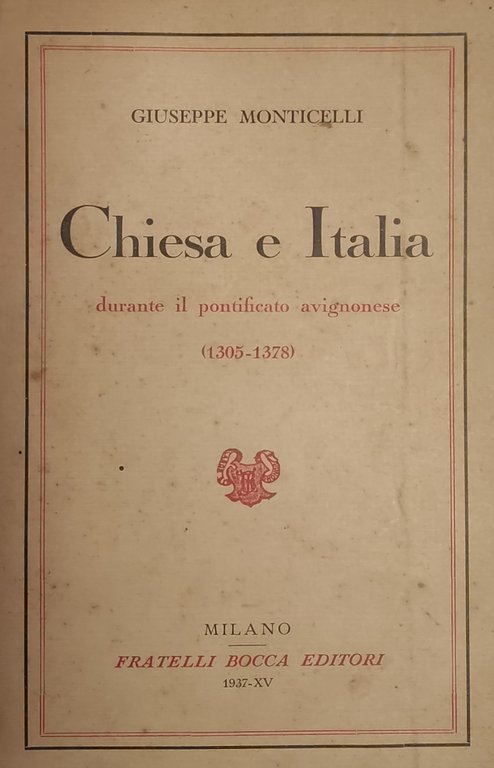 GIUSEPPE MONTICELLI
Chiesa e Italia
durante il pontificato avignonese
(1305-1378)
MILANO
FRATELLI BOCCA EDITORI
1937-XV